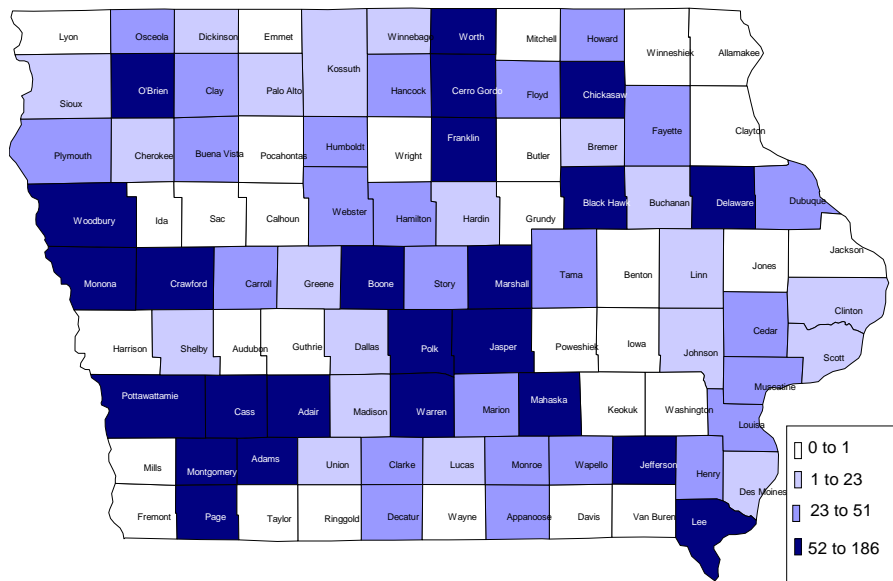 Lyon Osceola Dickinson Emmet Winnebago Worth Mitchell Howard
Winneshiek Allamakee
Kossuth
Sioux O'Brien Clay Palo Alto Hancock Cerro Gordo Floyd Chickasaw
Plymouth Cherokee Buena Vista Pocahontas Humboldt Wright Franklin Butler Bremer Fayette Clayton
Woodbury Ida Sac Calhoun Webster Hamilton Hardin Grundy Black Hawk Buchanan Delaware Dubuque
Monona Crawford Carroll Greene Boone Story Marshall Tama Benton Linn Jones Jackson
Clinton
Harrison Shelby Audubon Guthrie Dallas Polk Jasper Poweshiek Iowa Johnson Cedar Scott
Muscatine
Pottawattamie Cass Adair Madison Warren Marion Mahaska Keokuk Washington Louisa
Mills Montgomery Adams Union Clarke Lucas Monroe Wapello Jefferson Henry Des Moines
Fremont Page Taylor Ringgold Decatur Wayne Appanoose Davis Van Buren Lee
0 to 1
1 to 23
23 to 51
52 to 186